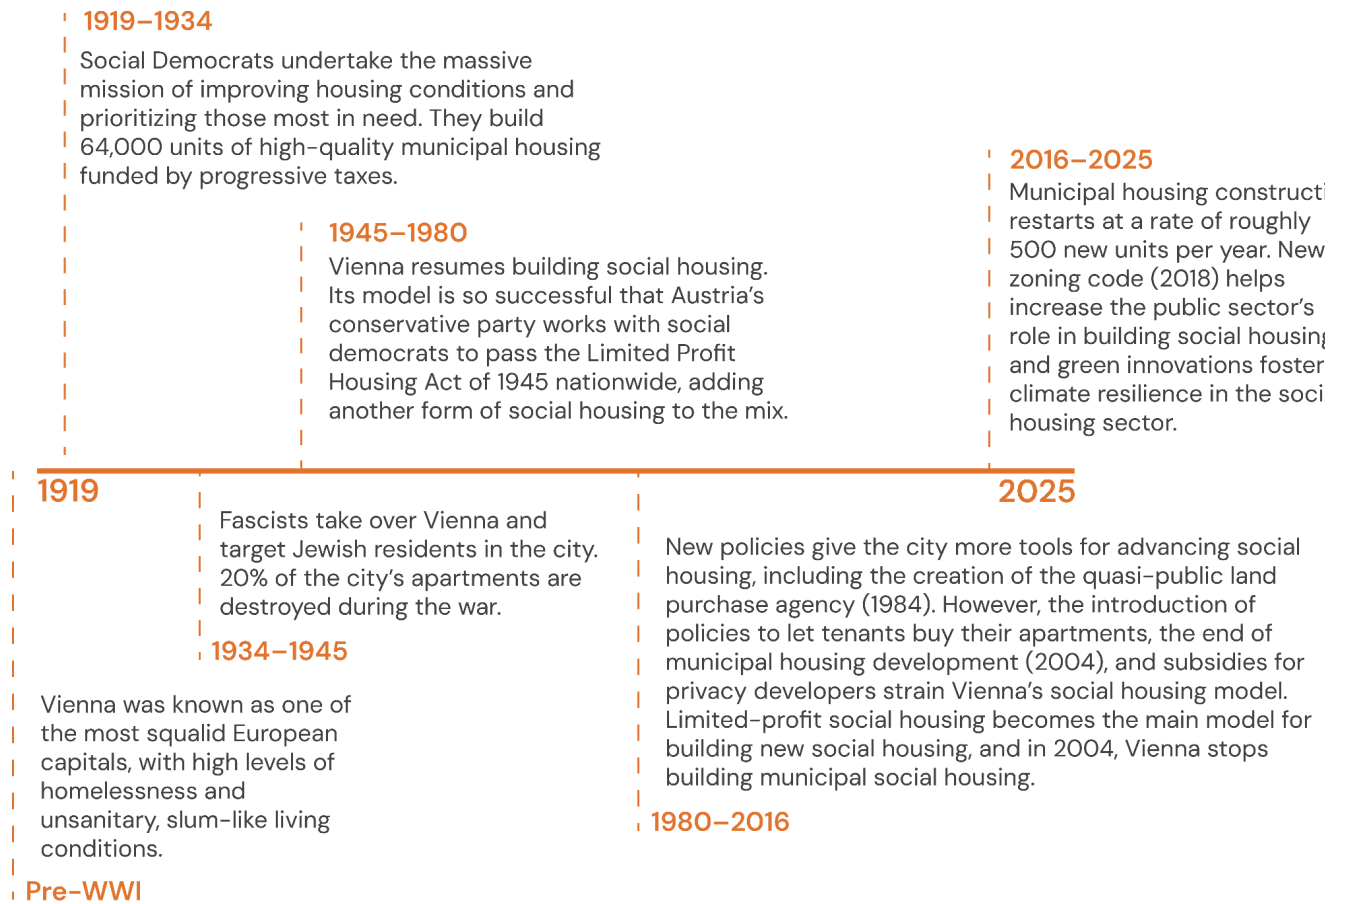 1919–1934
Social Democrats undertake the massive
mission of improving housing conditions and
prioritizing those most in need. They build
64,000 units of high-quality municipal housing
funded by progressive taxes.
1945–1980
Vienna resumes building social housing.
Its model is so successful that Austria's
conservative party works with social
democrats to pass the Limited Profit
Housing Act of 1945 nationwide, adding
another form of social housing to the mix.
2016–2025
Municipal housing constructi
restarts at a rate of roughly
500 new units per year. New
zoning code (2018) helps
increase the public sector's
role in building social housing
and green innovations foster
climate resilience in the soci
housing sector.
1919
2025
Fascists take over Vienna and
target Jewish residents in the city.
20% of the city's apartments are
destroyed during the war.
1934–1945
New policies give the city more tools for advancing social
housing, including the creation of the quasi-public land
purchase agency (1984). However, the introduction of
policies to let tenants buy their apartments, the end of
municipal housing development (2004), and subsidies for
privacy developers strain Vienna's social housing model.
Limited-profit social housing becomes the main model for
building new social housing, and in 2004, Vienna stops
building municipal social housing.
1980–2016
Vienna was known as one of
the most squalid European
capitals, with high levels of
homelessness and
unsanitary, slum-like living
conditions.
Pre-WWI